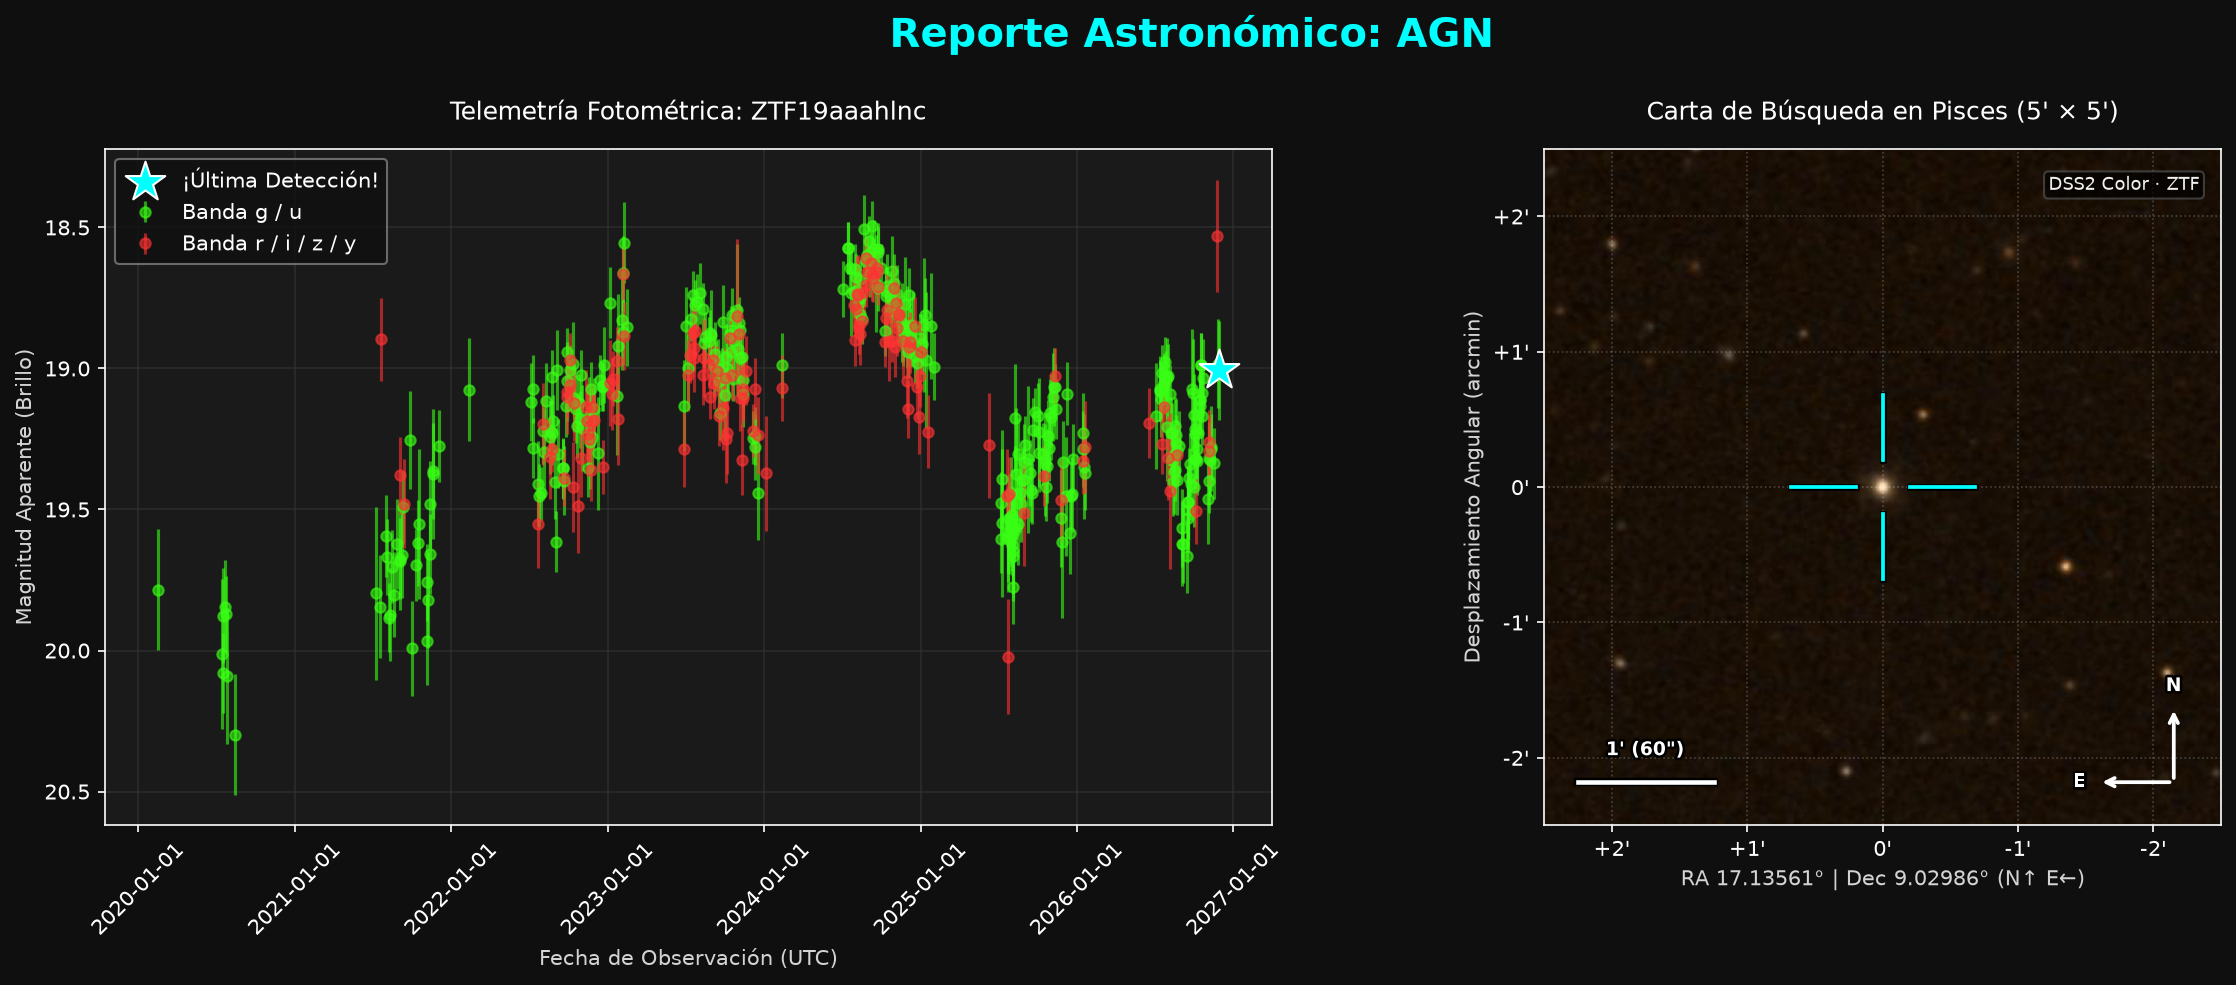 Reporte Astronómico: AGN
Telemetría Fotométrica: ZTF19aaahlnc
¡Última Detección!
Banda g / u
Banda r / i / z / y
Magnitud Aparente (Brillo)
18.5
19.0
19.5
20.0
20.5
2020-01-01
2021-01-01
2022-01-01
2023-01-01
2024-01-01
2025-01-01
2026-01-01
2027-01-01
Fecha de Observación (UTC)
Carta de Búsqueda en Pisces (5' × 5')
DSS2 Color · ZTF
Desplazamiento Angular (arcmin)
+2'
+1'
0'
-1'
-2'
1' (60")
N
E
+2'
+1'
0'
-1'
-2'
RA 17.13561° | Dec 9.02986° (N↑ E←)